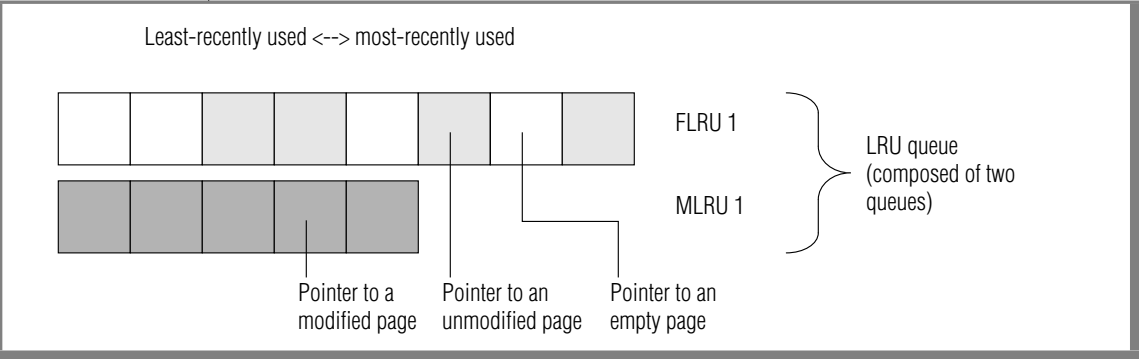 Least-recently used <--> most-recently used
FLRU 1
MLRU 1
LRU queue
(composed of two
queues)
Pointer to a
modified page
Pointer to an
unmodified page
Pointer to an
empty page